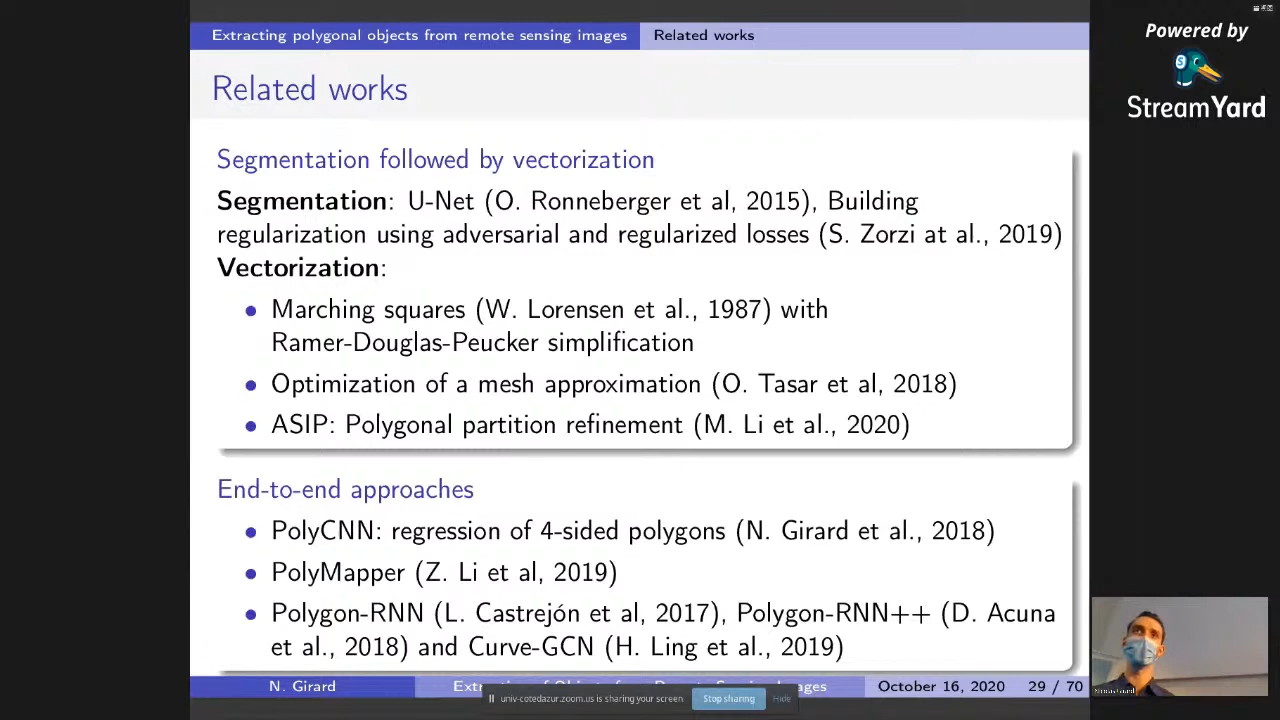 Extracting polygonal objects from remote sensing images Related works
Powered by
StreamYard
Related works
Segmentation followed by vectorization
Segmentation: U-Net (O. Ronneberger et al, 2015), Building
regularization using adversarial and regularized losses (S. Zorzi at al., 2019)
Vectorization:
• Marching squares (W. Lorensen et al., 1987) with
Ramer-Douglas-Peucker simplification
• Optimization of a mesh approximation (O. Tasar et al, 2018)
• ASIP: Polygonal partition refinement (M. Li et al., 2020)
End-to-end approaches
• PolyCNN: regression of 4-sided polygons (N. Girard et al., 2018)
• PolyMapper (Z. Li et al, 2019)
• Polygon-RNN (L. Castrejón et al, 2017), Polygon-RNN++ (D. Acuna
et al., 2018) and Curve-GCN (H. Ling et al., 2019)
N. Girard October 16, 2020 29 / 70
univ-cotedazur.zoom.us is sharing your screen Stop sharing Hide